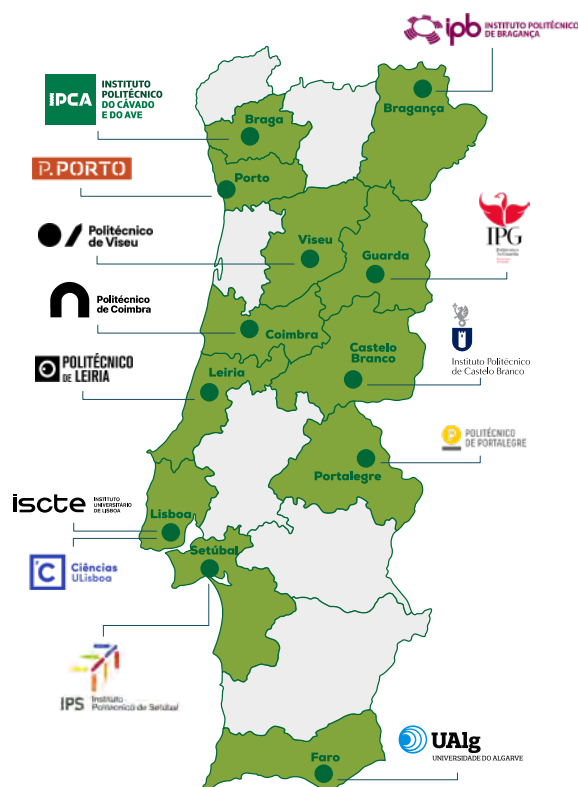 ipb INSTITUTO POLITÉCNICO
DE BRAGANÇA
IPCA INSTITUTO
POLITÉCNICO
DO CÁVADO
E DO AVE
Bragança
Braga
P.PORTO
Porto
Politécnico
de Viseu
Viseu
Guarda
IPG
Politécnico
de Coimbra
Coimbra
Castelo
Branco
Instituto Politécnico
de Castelo Branco
POLITÉCNICO
DE LEIRIA
Leiria
POLITÉCNICO
DE PORTALEGRE
Portalegre
iscte INSTITUTO
UNIVERSITÁRIO
DE LISBOA
Lisboa
Setúbal
C Ciências
ULisboa
IPS Instituto
Politécnico de Setúbal
UAlg
UNIVERSIDADE DO ALGARVE
Faro